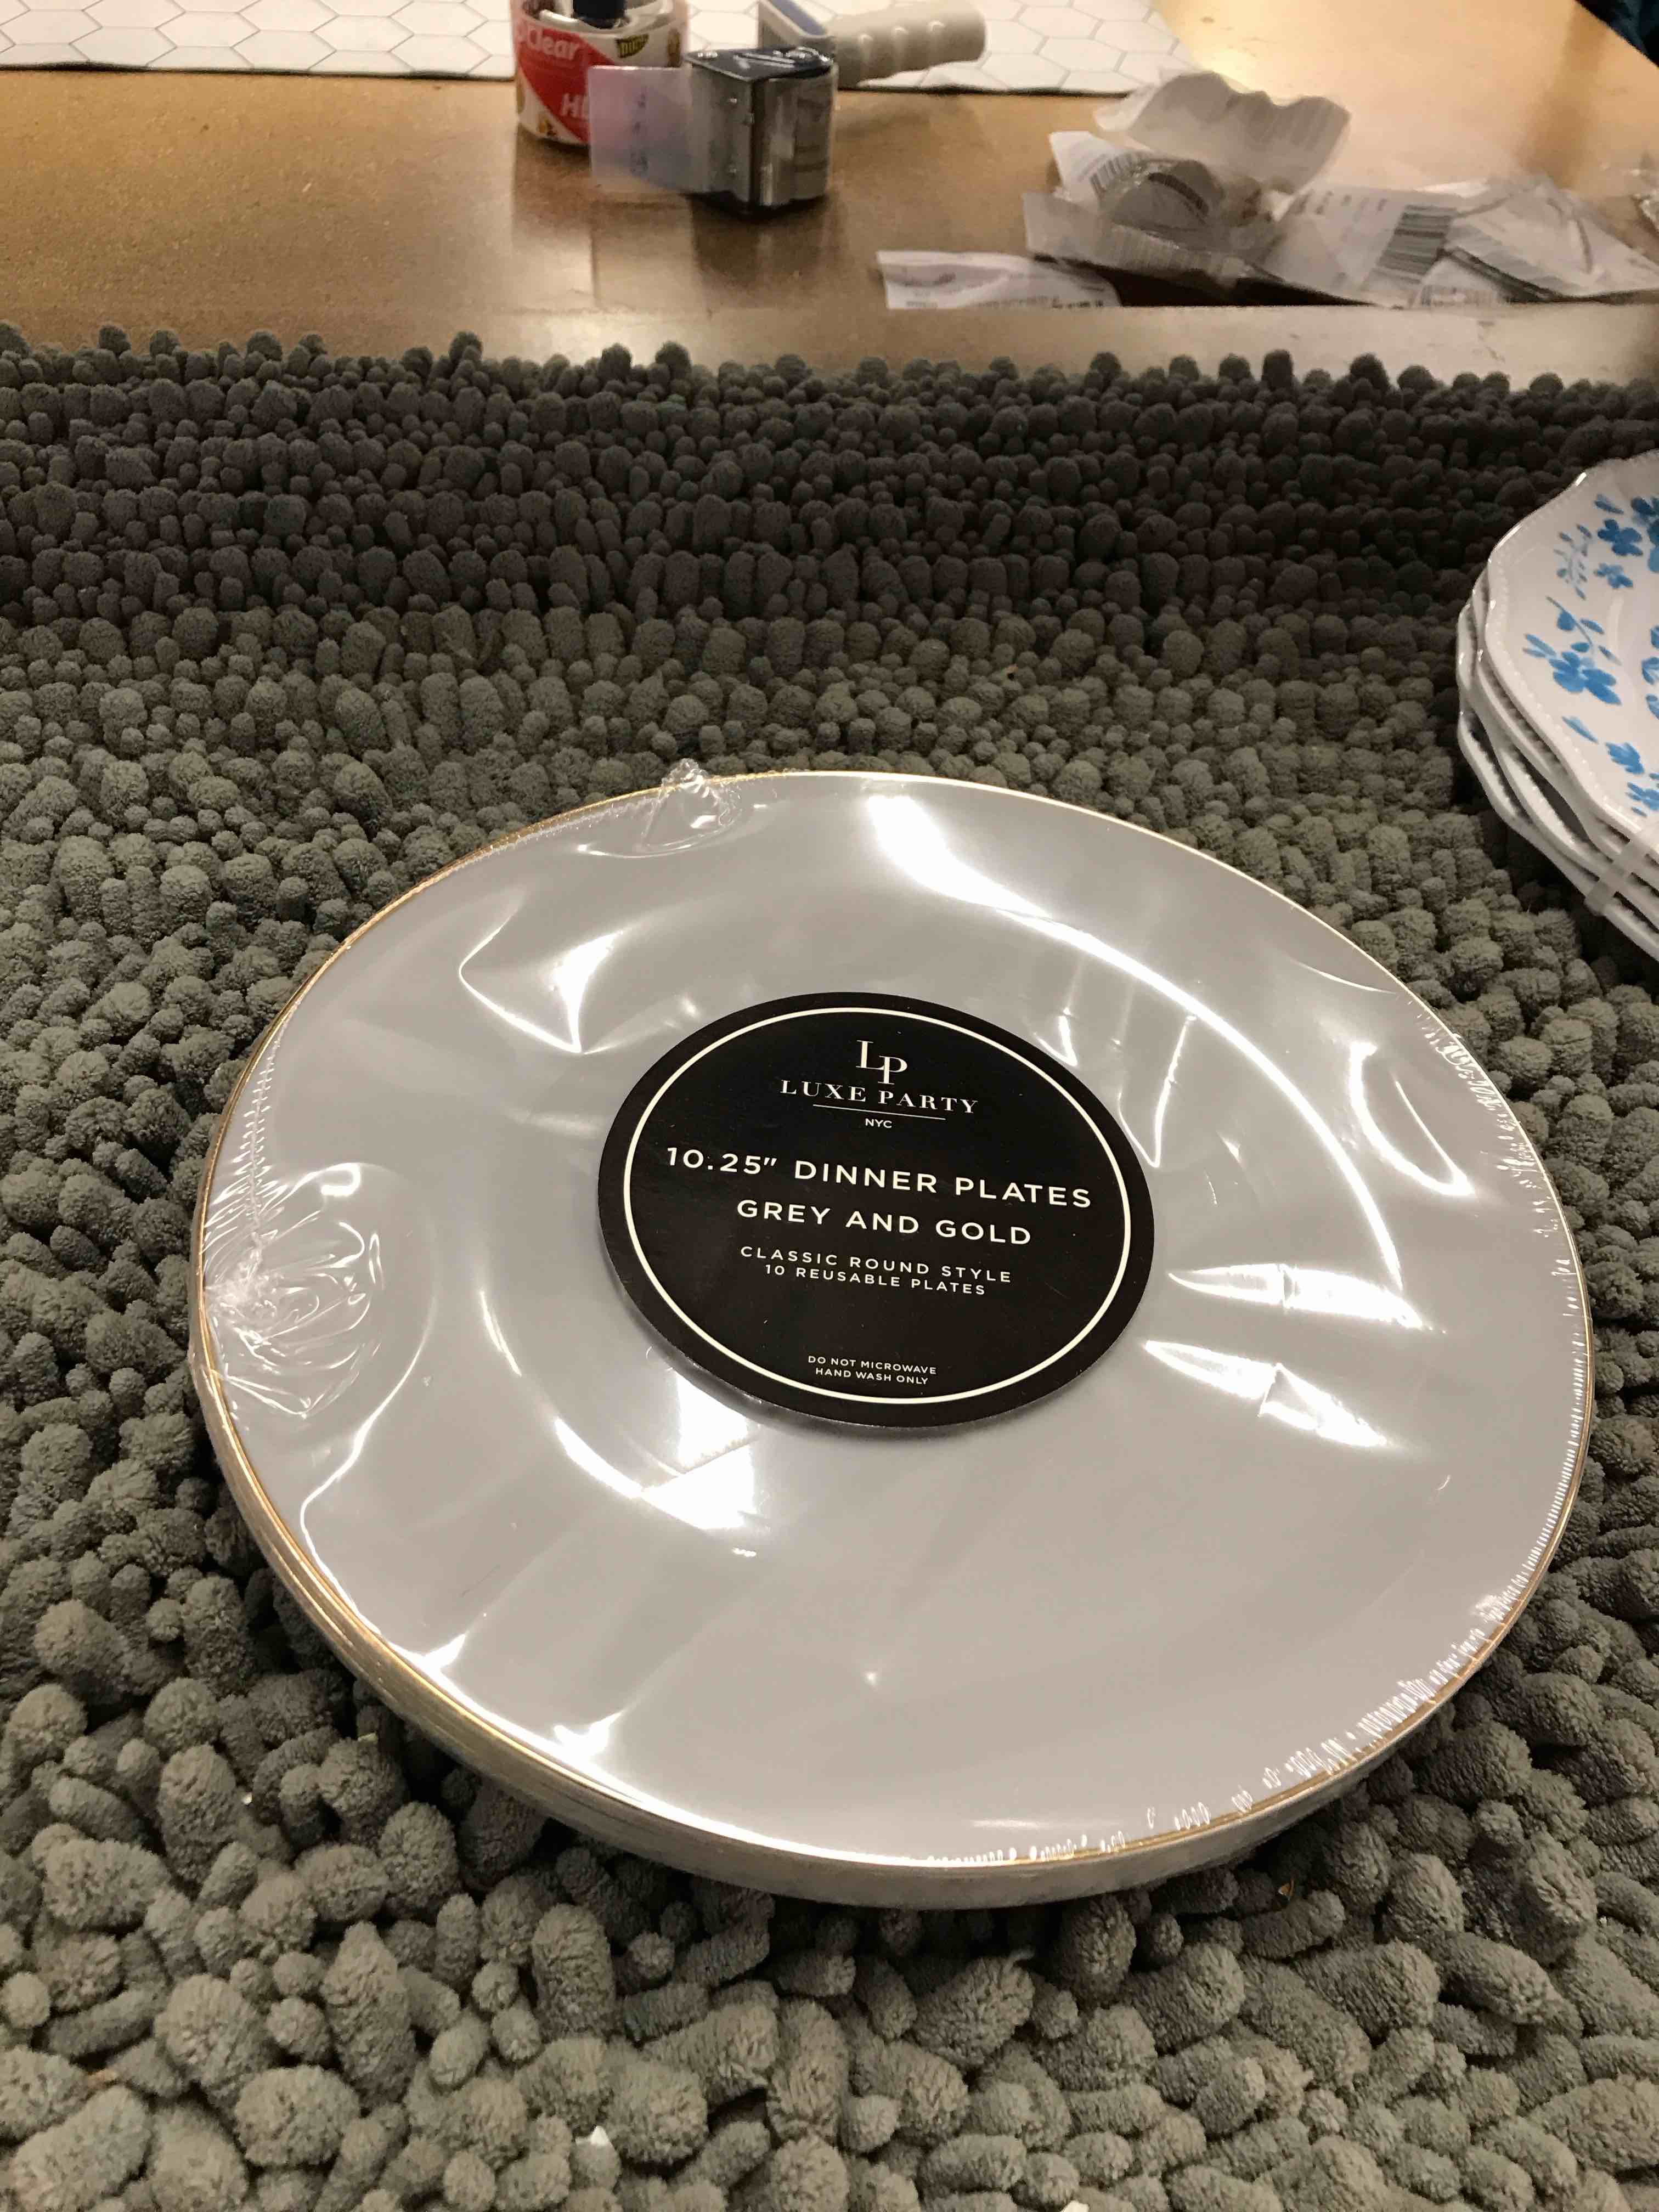 Clear
LP
LUXE PARTY
NYC
10.25" DINNER PLATES
GREY AND GOLD
CLASSIC ROUND STYLE
10 REUSABLE PLATES
DO NOT MICROWAVE
HAND WASH ONLY